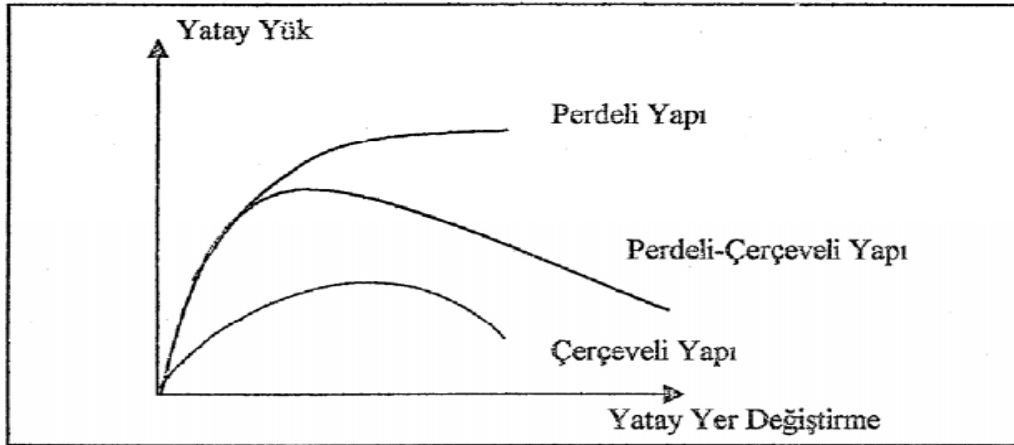 Yatay Yük
Perdeli Yapı
Perdeli-Çerçeveli Yapı
Çerçeveli Yapı
Yatay Yer Değiştirme